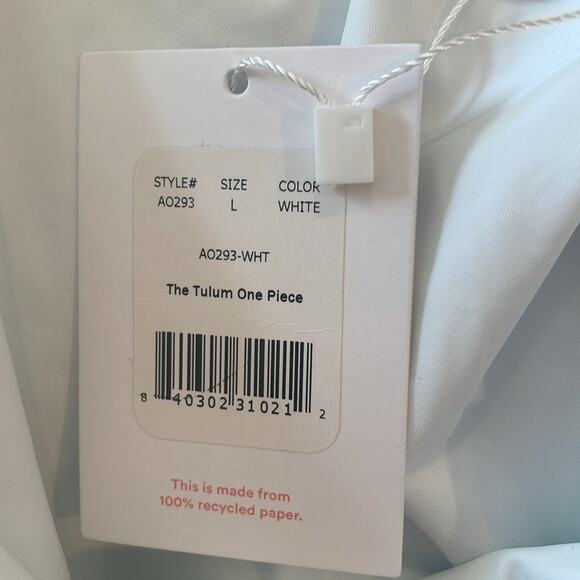 STYLE# SIZE COLOR
AO293 L WHITE
AO293-WHT
The Tulum One Piece
8 40302 31021 2
This is made from
100% recycled paper.